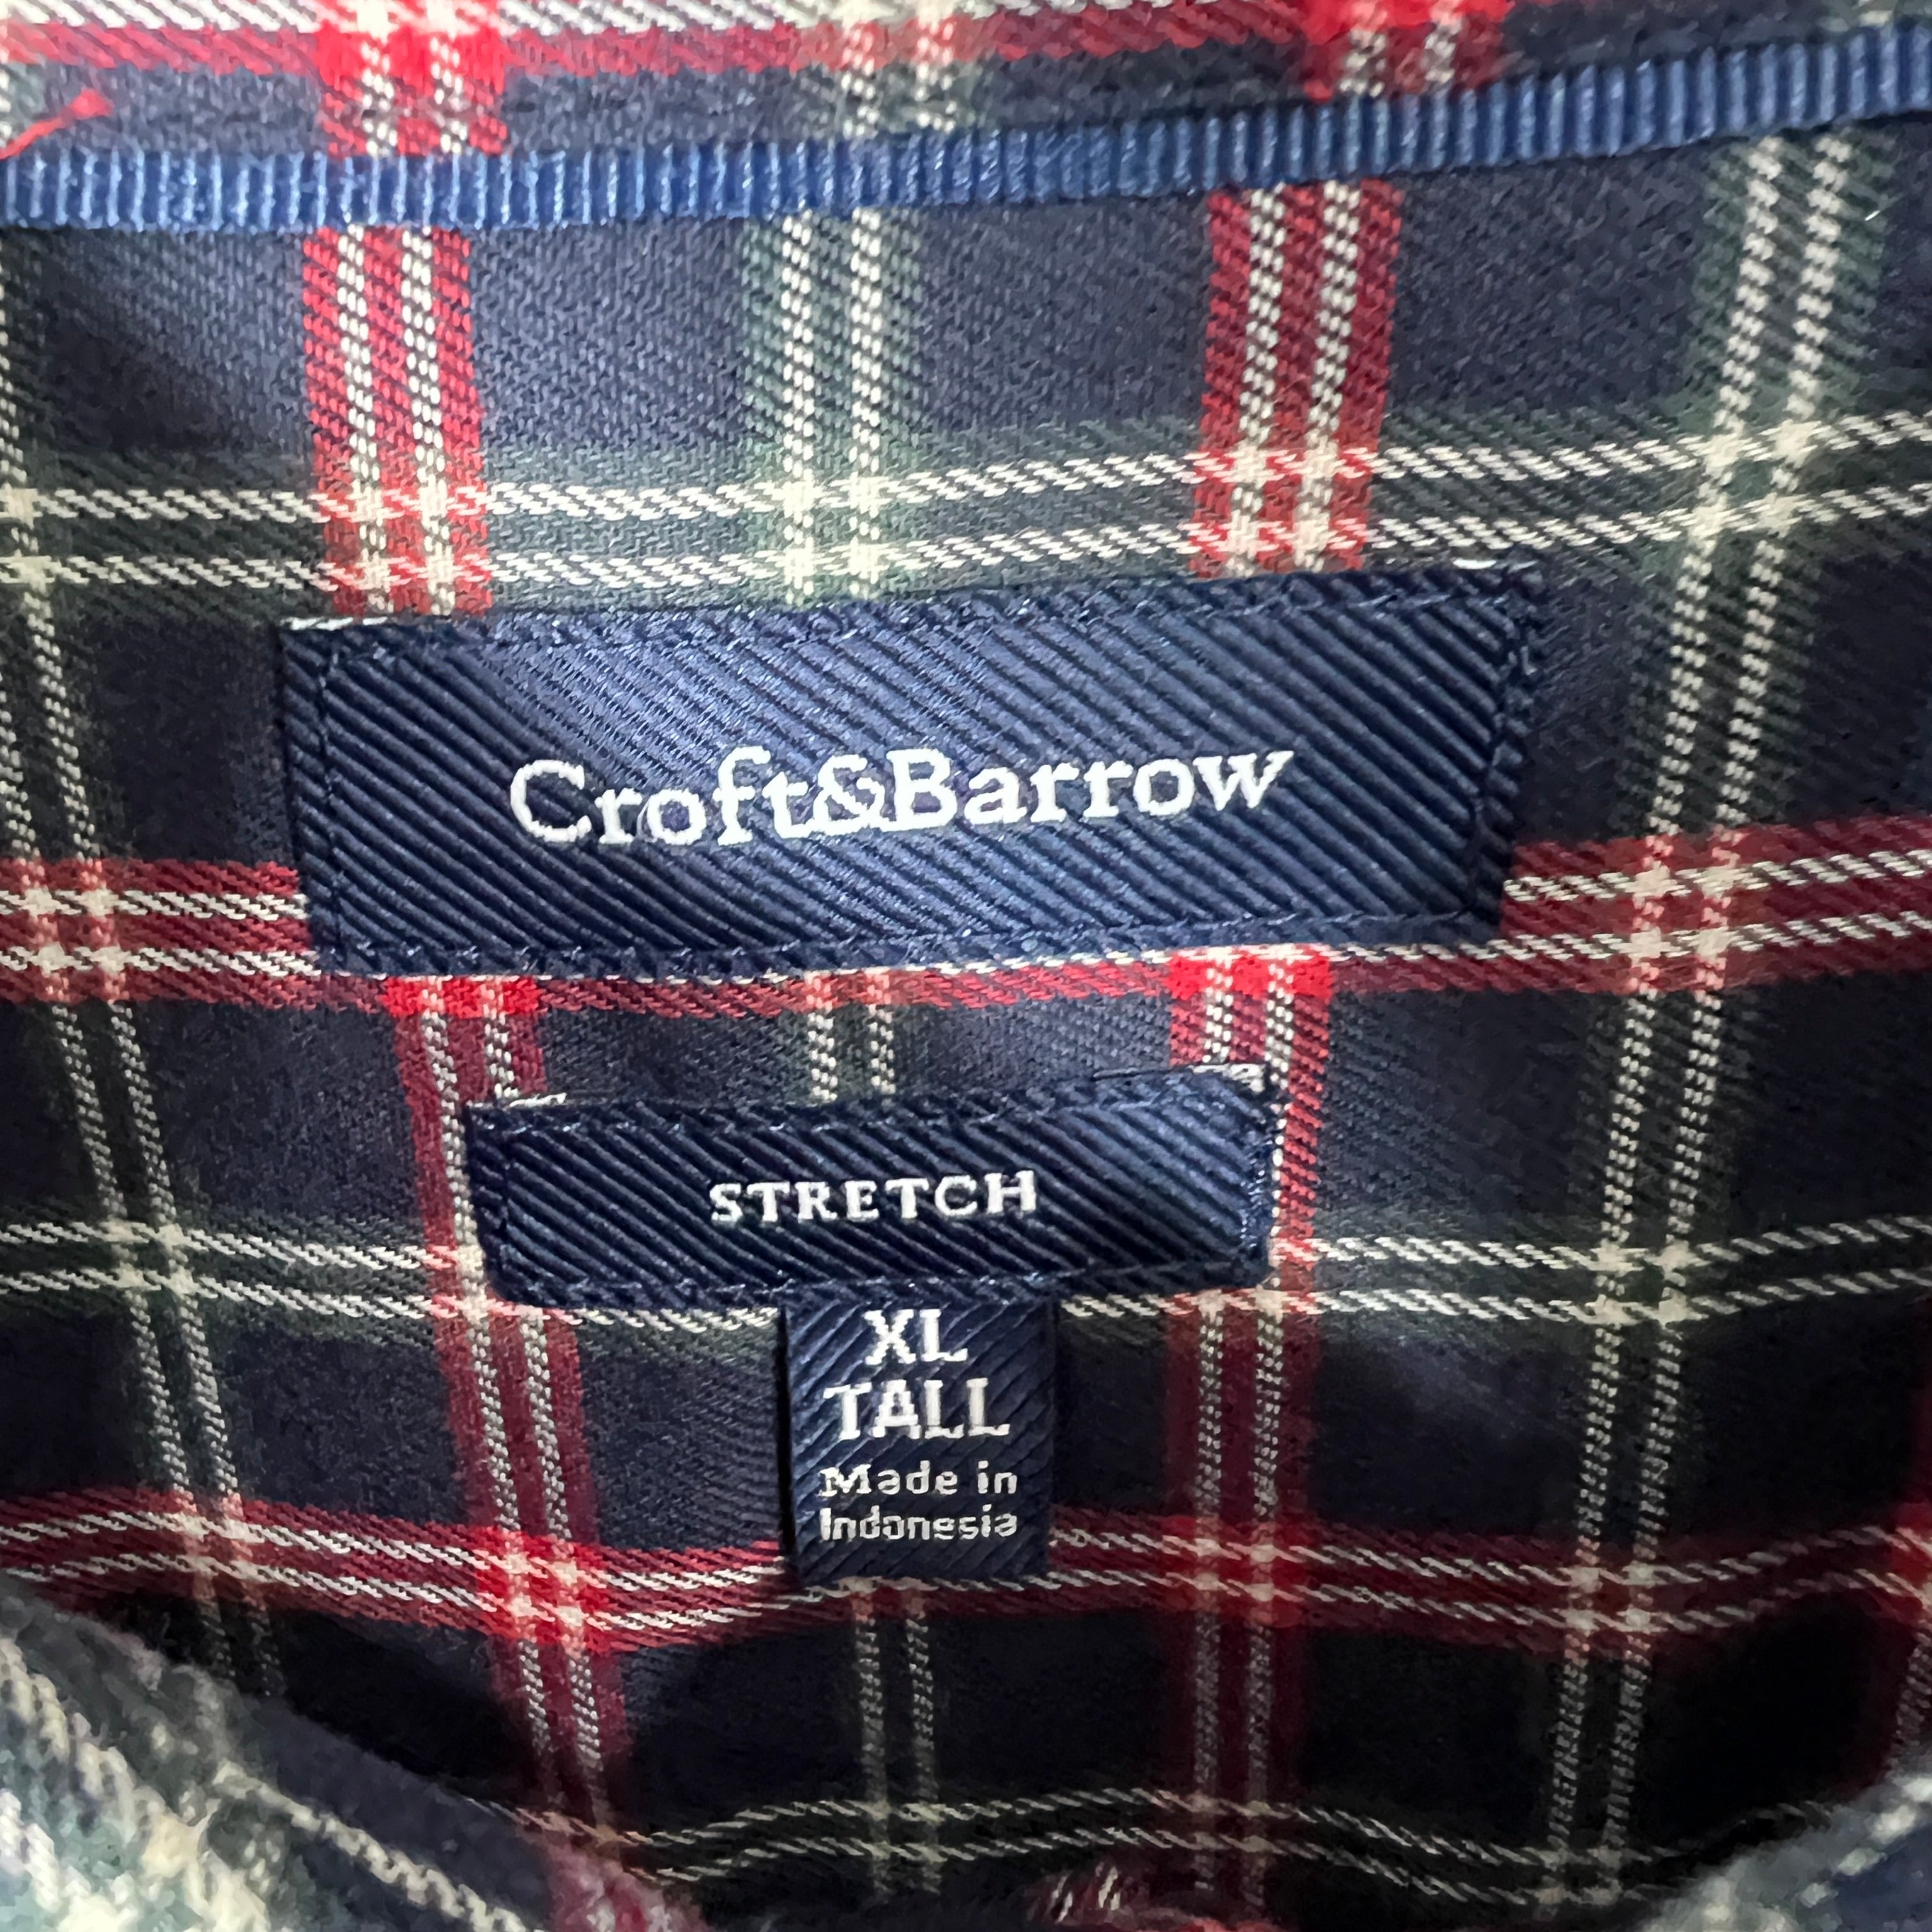 Croft&Barrow
STRETCH
XL
TALL
Made in
Indonesia